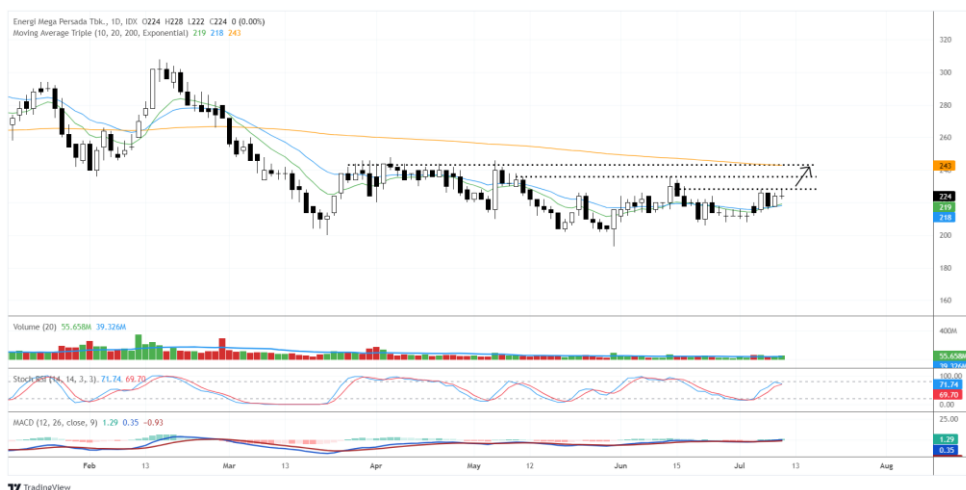 Energi Mega Persada Tbk., 1D, IDX O224 H228 L222 C224 0 (0.00%)
Moving Average Triple (10, 20, 200, Exponential) 219 218 243
320
300
280
260
243
224
219
218
200
180
160
Volume (20) 55.658M 39.326M
400M
55.658M
39.326M
Stoch RSI (14, 14, 3, 3) 71.74 69.70
100.00
71.74
69.70
0.00
MACD (12, 26, close, 9) 1.29 0.35 -0.93
25.00
1.29
0.35
Feb 13 Mar 13 Apr May 12 Jun 15 Jul 13 Aug
TradingView